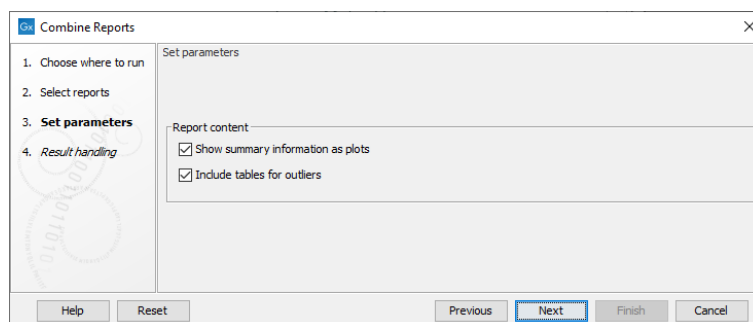 Gx Combine Reports
1. Choose where to run
2. Select reports
3. Set parameters
4. Result handling
Set parameters
Report content
Show summary information as plots
Include tables for outliers
Help
Reset
Previous
Next
Finish
Cancel